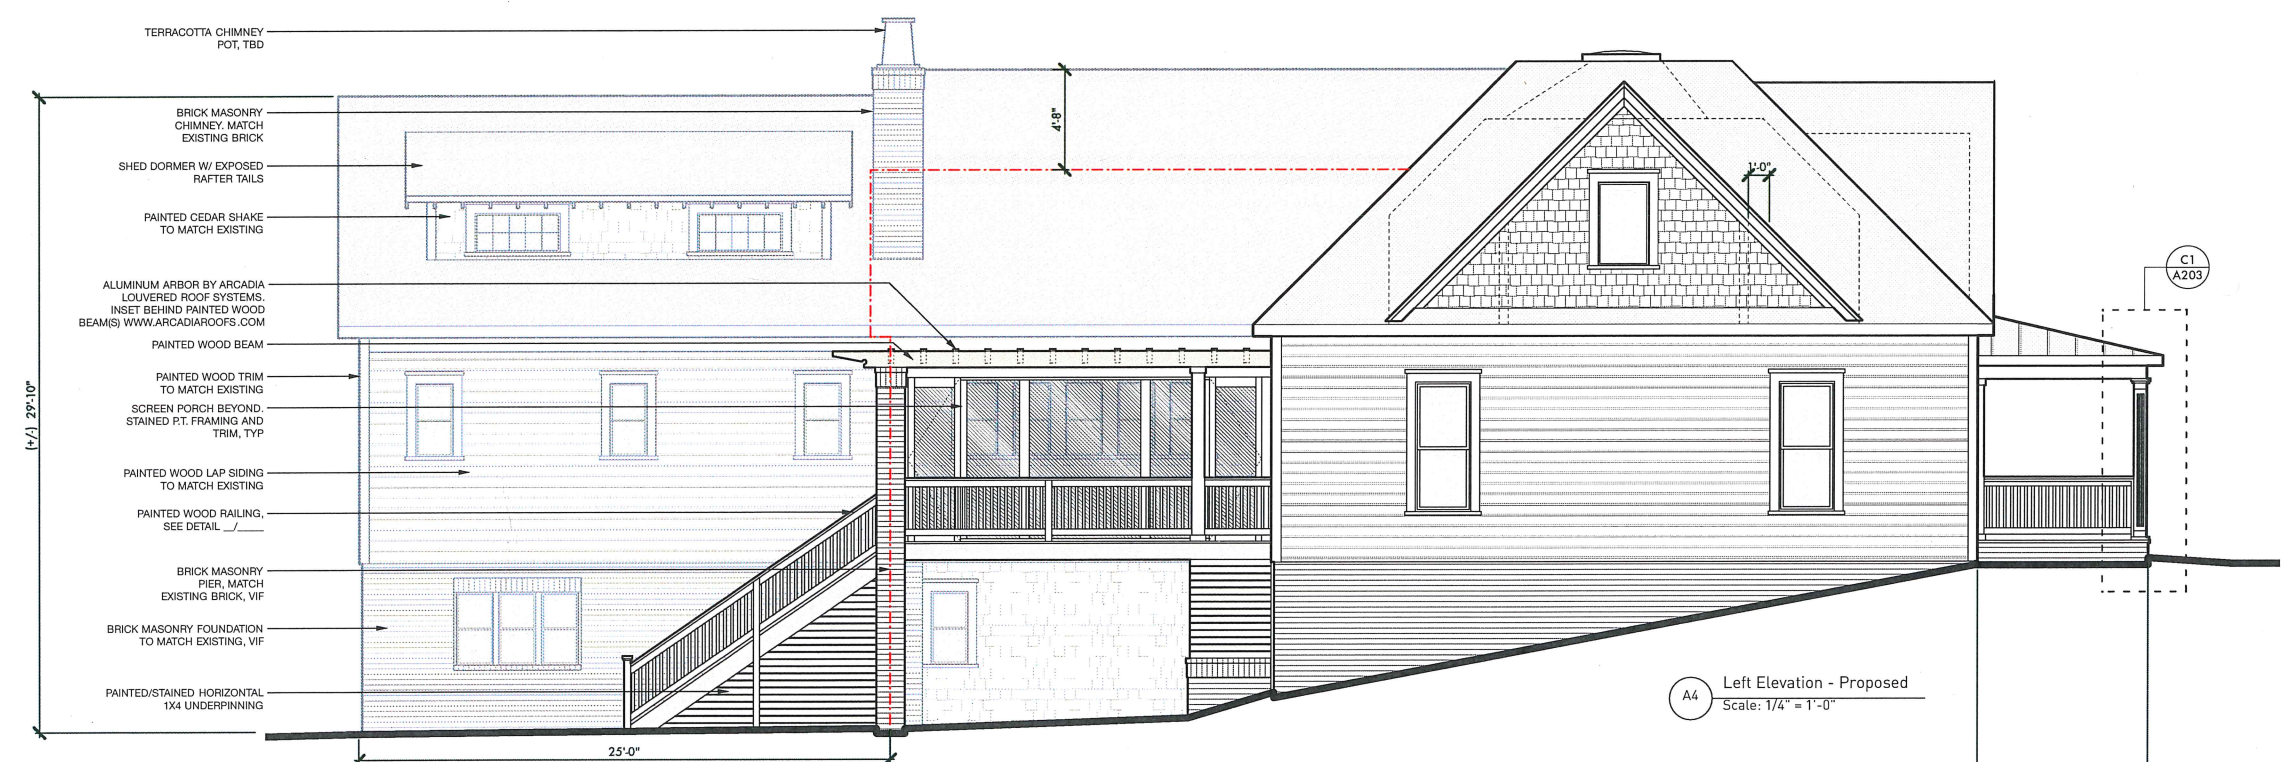 TERRACOTTA CHIMNEY
POT, TBD
BRICK MASONRY
CHIMNEY. MATCH
EXISTING BRICK
SHED DORMER W/ EXPOSED
RAFTER TAILS
PAINTED CEDAR SHAKE
TO MATCH EXISTING
ALUMINUM ARBOR BY ARCADIA
LOUVERED ROOF SYSTEMS.
INSET BEHIND PAINTED WOOD
BEAM(S) WWW.ARCADIAROOFS.COM
PAINTED WOOD BEAM
PAINTED WOOD TRIM
TO MATCH EXISTING
SCREEN PORCH BEYOND.
STAINED P.T. FRAMING AND
TRIM, TYP
PAINTED WOOD LAP SIDING
TO MATCH EXISTING
PAINTED WOOD RAILING,
SEE DETAIL __/____
BRICK MASONRY
PIER, MATCH
EXISTING BRICK, VIF
BRICK MASONRY FOUNDATION
TO MATCH EXISTING, VIF
PAINTED/STAINED HORIZONTAL
1X4 UNDERPINNING
(+/-) 29'-10"
4'-8"
1'-0"
C1
A203
25'-0"
A4
Left Elevation - Proposed
Scale: 1/4" = 1'-0"